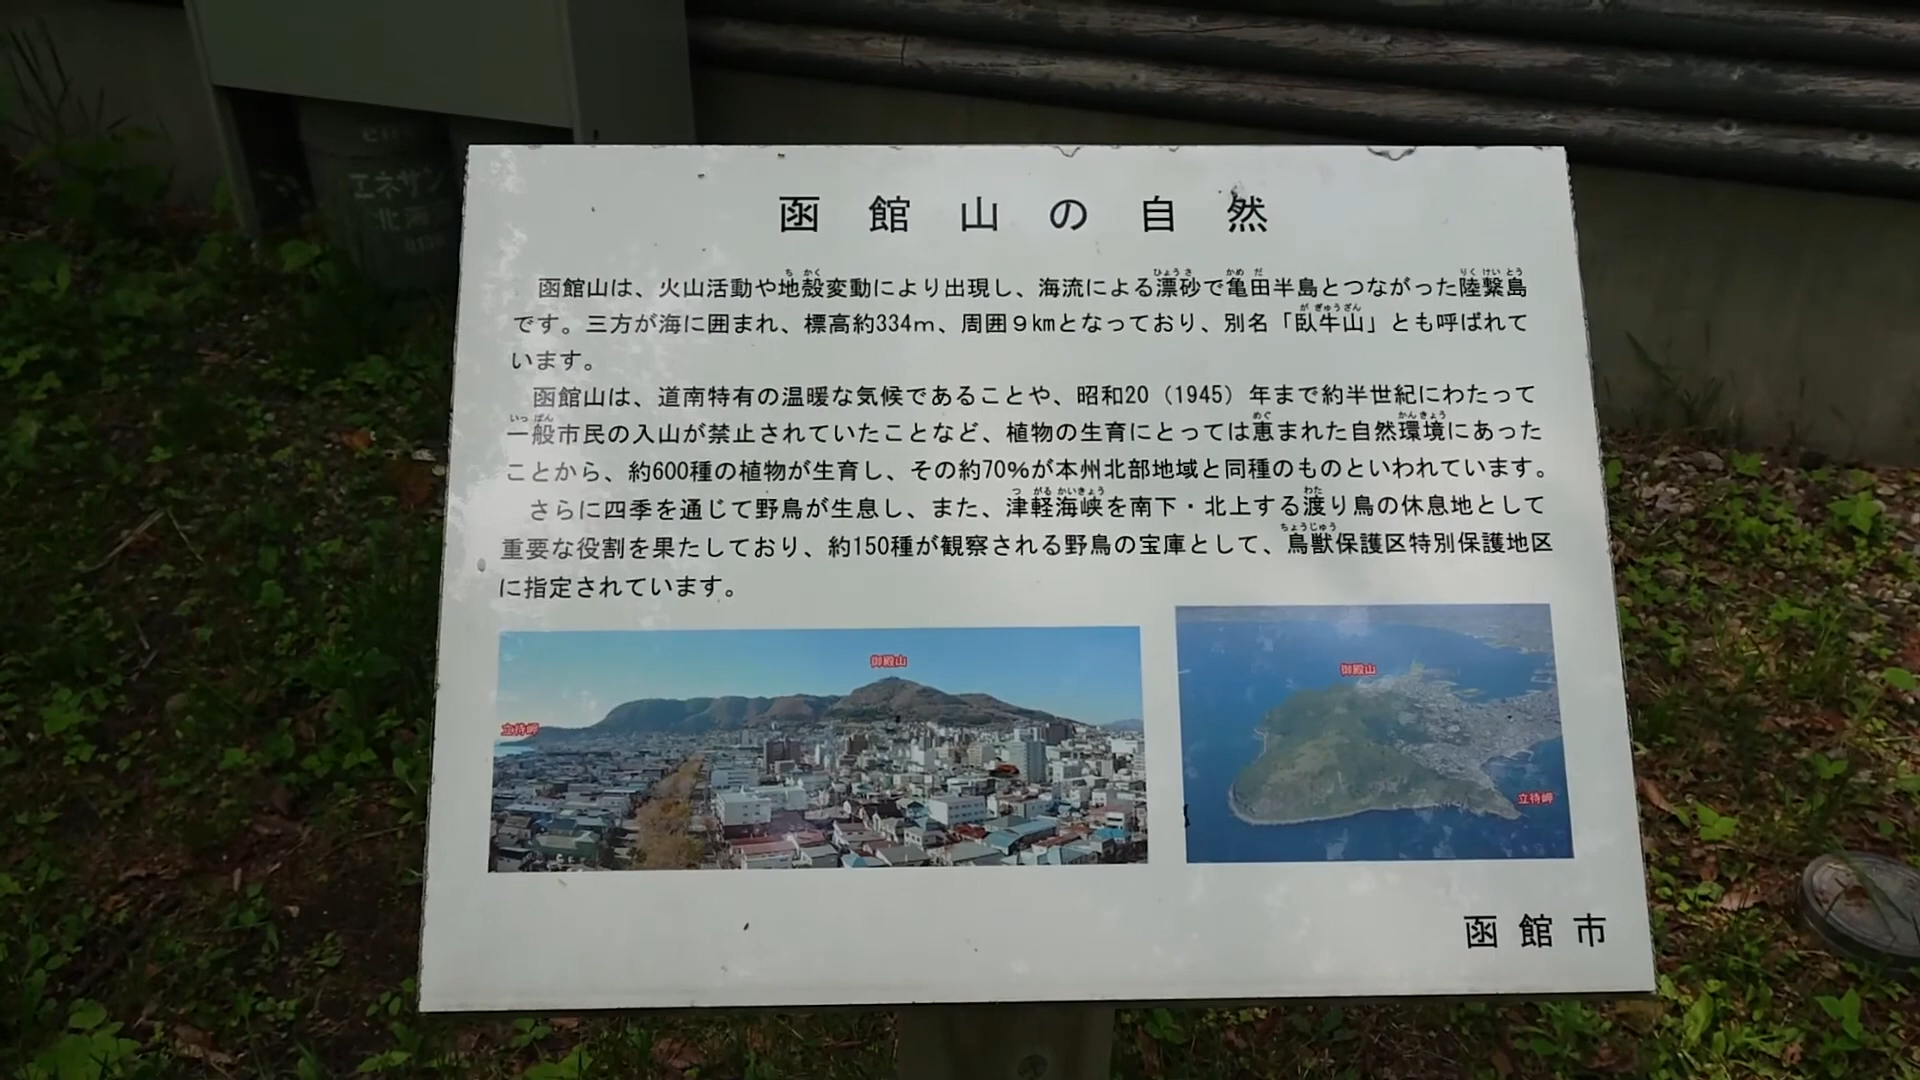 エネサン
北海
函館山の自然
函館山は、火山活動や地殻変動により出現し、海流による漂砂で亀田半島とつながった陸繋島
です。三方が海に囲まれ、標高約334m、周囲9kmとなっており、別名「臥牛山」とも呼ばれて
います。
函館山は、道南特有の温暖な気候であることや、昭和20（1945）年まで約半世紀にわたって
一般市民の入山が禁止されていたことなど、植物の生育にとっては恵まれた自然環境にあった
ことから、約600種の植物が生育し、その約70%が本州北部地域と同種のものといわれています。
さらに四季を通じて野鳥が生息し、また、津軽海峡を南下・北上する渡り鳥の休息地として
重要な役割を果たしており、約150種が観察される野鳥の宝庫として、鳥獣保護区特別保護地区
に指定されています。
御殿山
立待岬
御殿山
立待岬
函館市